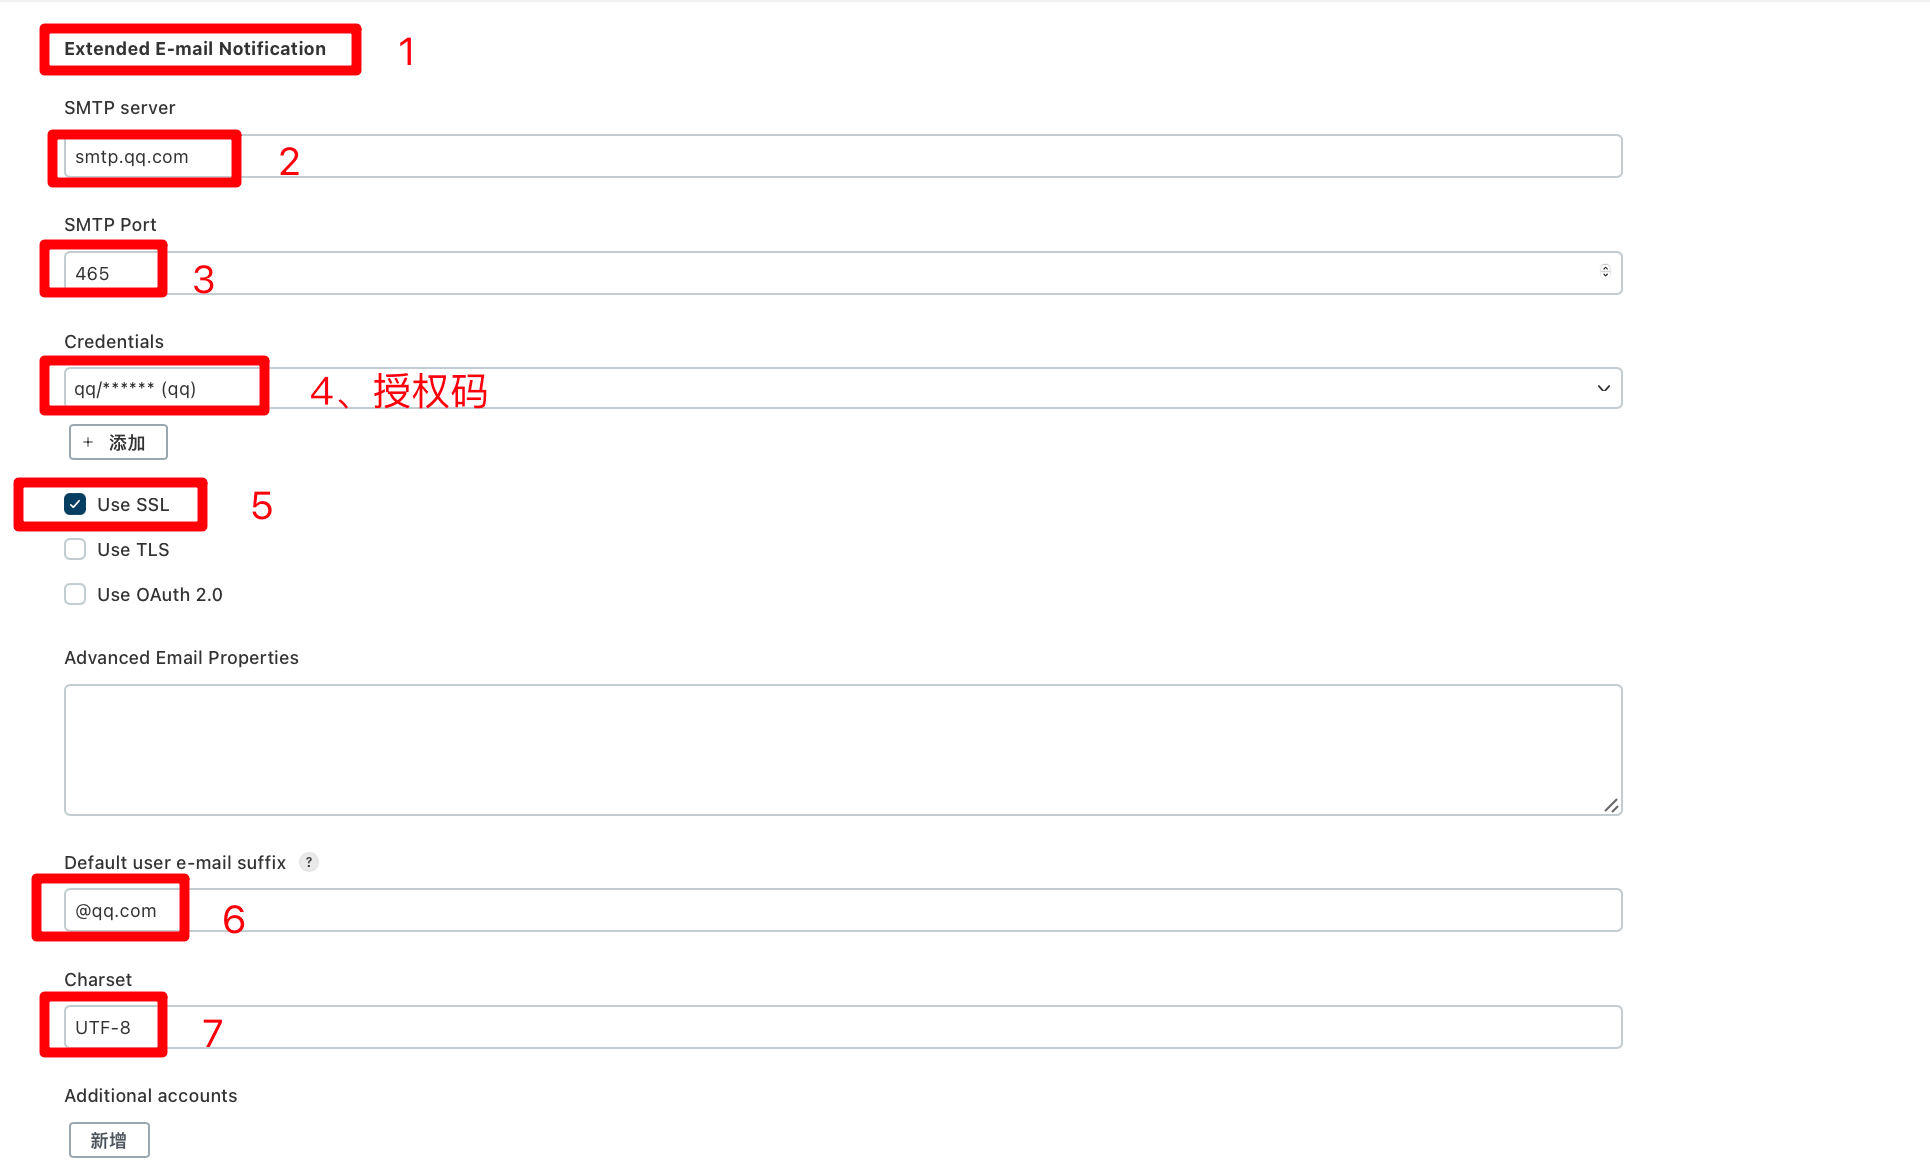 Extended E-mail Notification 1
SMTP server
smtp.qq.com 2
SMTP Port
465 3
Credentials
qq/****** (qq) 4、授权码
+ 添加
Use SSL 5
Use TLS
Use OAuth 2.0
Advanced Email Properties
Default user e-mail suffix ?
@qq.com 6
Charset
UTF-8 7
Additional accounts
新增